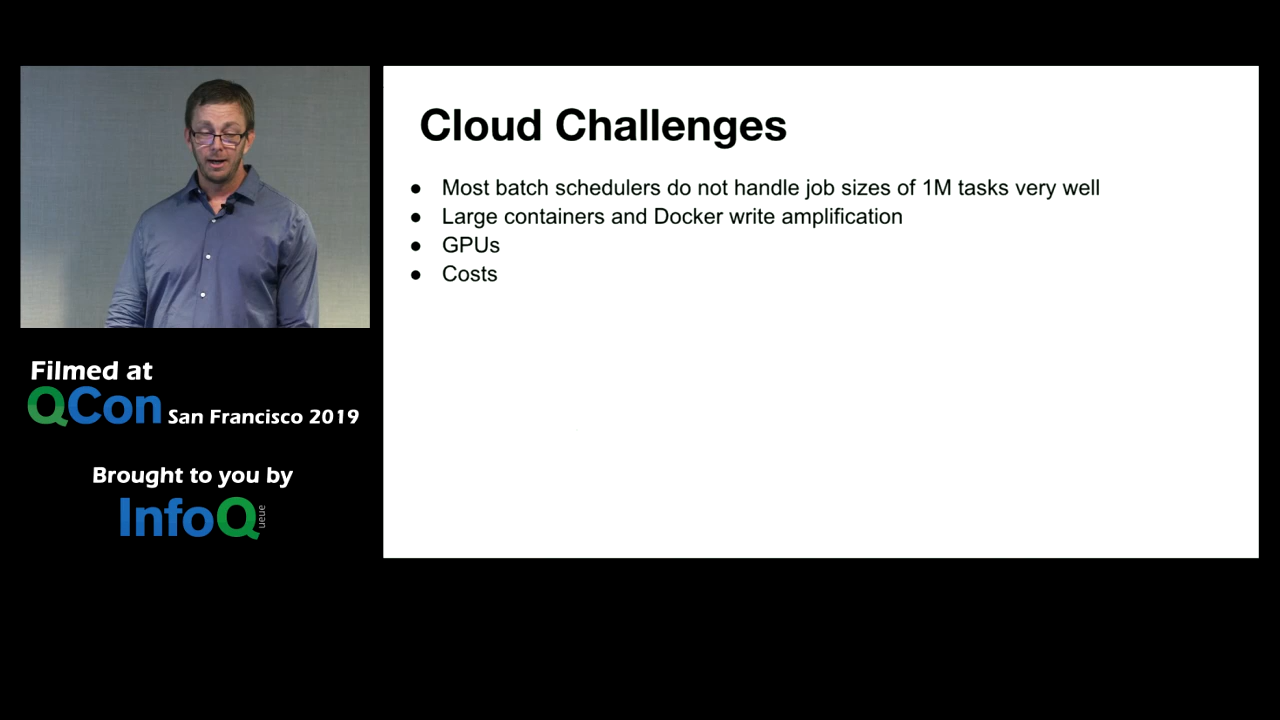 Cloud Challenges
● Most batch schedulers do not handle job sizes of 1M tasks very well
● Large containers and Docker write amplification
● GPUs
● Costs
Filmed at
QCon San Francisco 2019
Brought to you by
InfoQueue